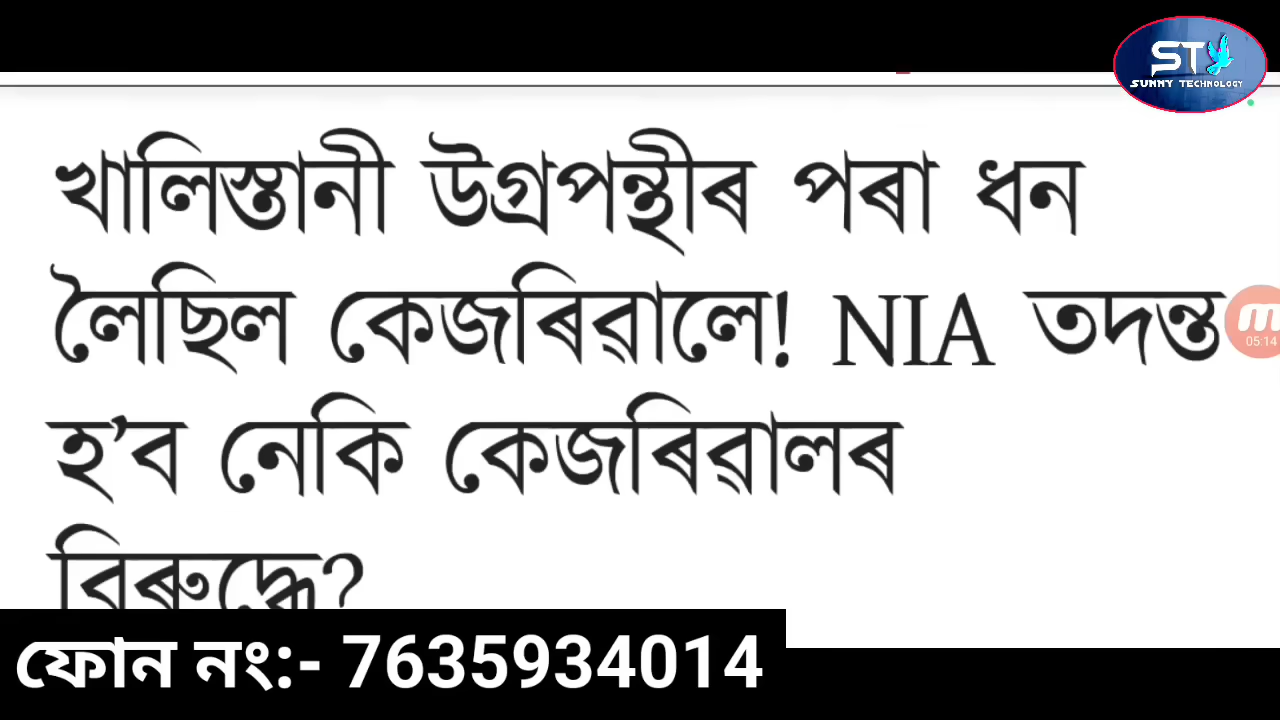 ST
SUNNY TECHNOLOGY
খালিস্তানী উগ্ৰপন্থীৰ পৰা ধন
লৈছিল কেজৰিৱালে! NIA তদন্ত
05:14
হ’ব নেকি কেজৰিৱালৰ
বিৰুদ্ধে?
ফোন নং:- 7635934014